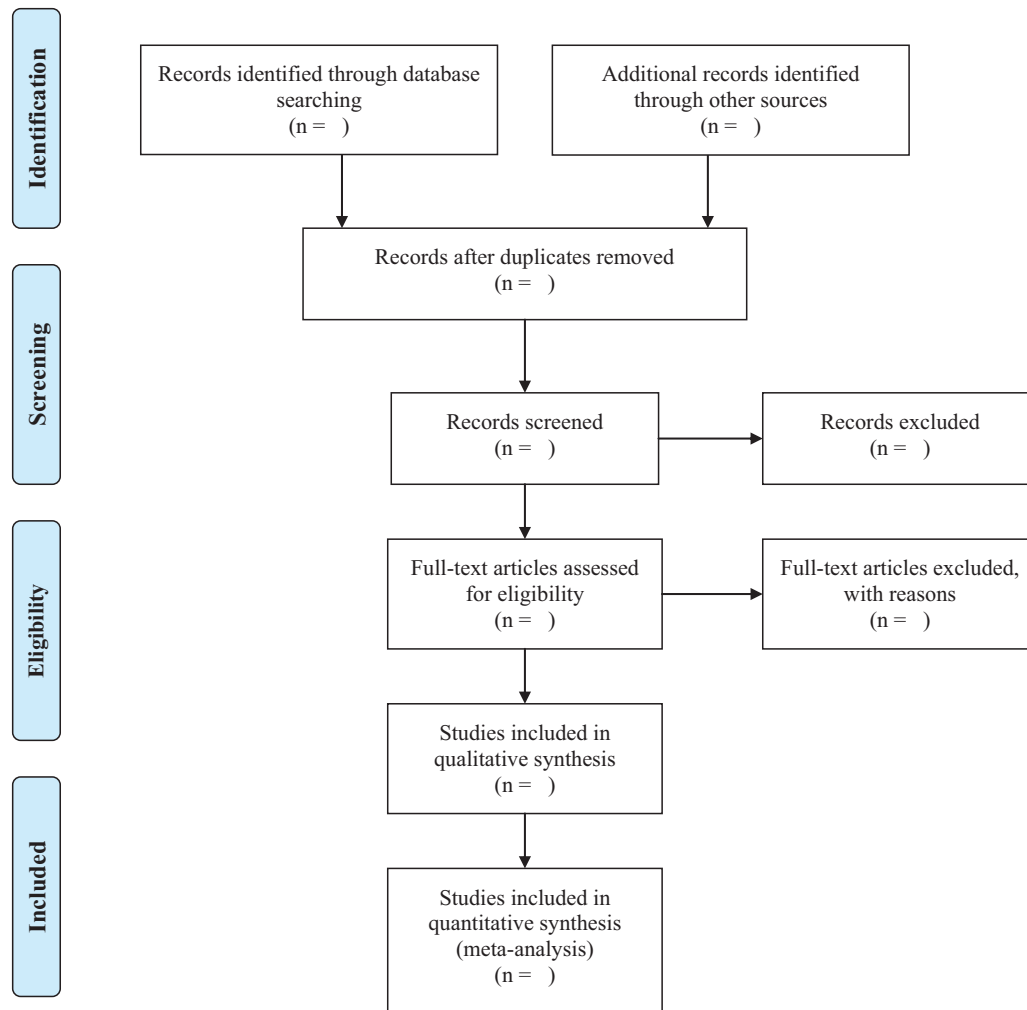 Identification
Records identified through database
searching
(n = )
Additional records identified
through other sources
(n = )
Records after duplicates removed
(n = )
Screening
Records screened
(n = )
Records excluded
(n = )
Eligibility
Full-text articles assessed
for eligibility
(n = )
Full-text articles excluded,
with reasons
(n = )
Studies included in
qualitative synthesis
(n = )
Included
Studies included in
quantitative synthesis
(meta-analysis)
(n = )